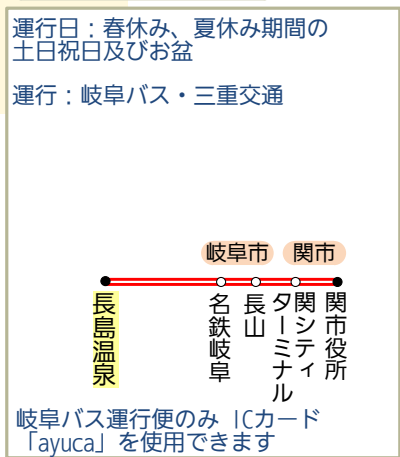 運行日：春休み、夏休み期間の
土日祝日及びお盆
運行：岐阜バス・三重交通
岐阜市
関市
長島温泉
名鉄岐阜
長山
関シティ
ターミナル
関市役所
岐阜バス運行便のみ ICカード
「ayuca」を使用できます